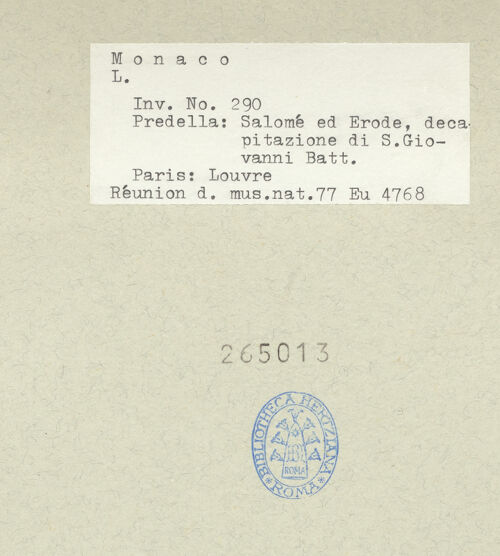 Monaco
L.
Inv. No. 290
Predella: Salomé ed Erode, deca-
pitazione di S.Gio-
vanni Batt.
Paris: Louvre
Réunion d. mus.nat.77 Eu 4768
265013
BIBLIOTHECA HERTZIANA
ROMA
ROMA